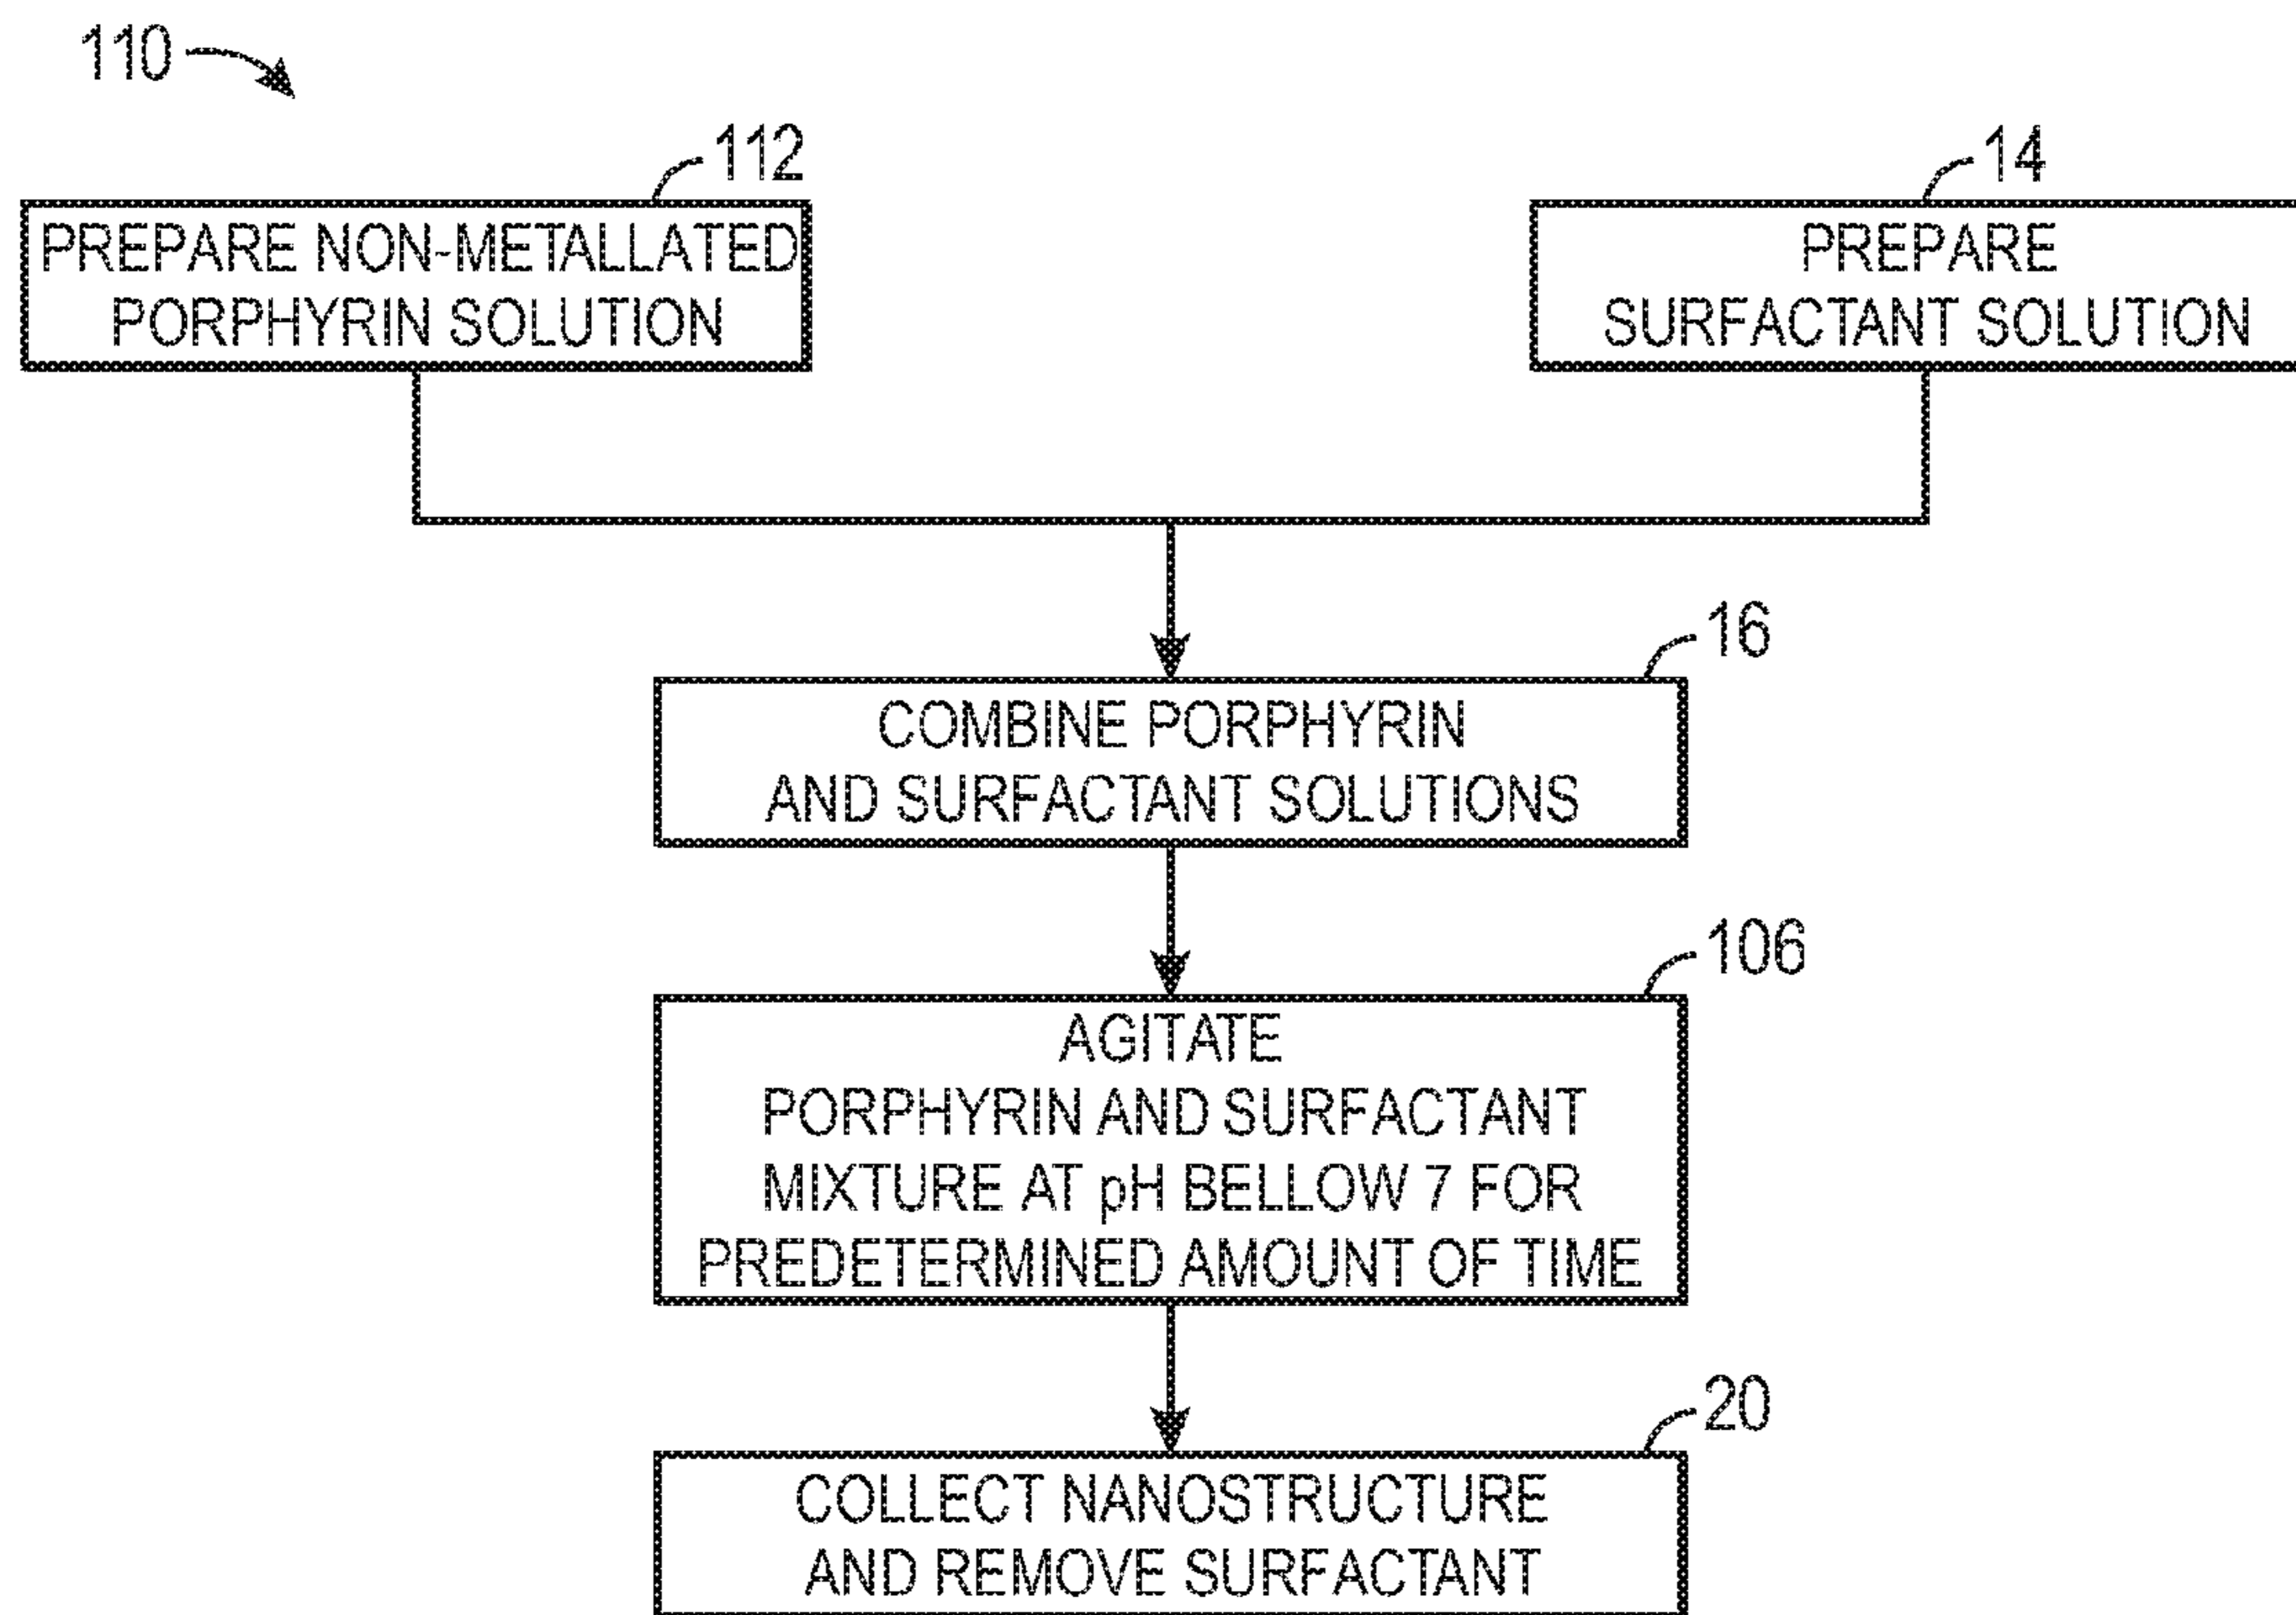 110
112
PREPARE NON-METALLATED
PORPHYRIN SOLUTION
14
PREPARE
SURFACTANT SOLUTION
16
COMBINE PORPHYRIN
AND SURFACTANT SOLUTIONS
106
AGITATE
PORPHYRIN AND SURFACTANT
MIXTURE AT pH BELLOW 7 FOR
PREDETERMINED AMOUNT OF TIME
20
COLLECT NANOSTRUCTURE
AND REMOVE SURFACTANT